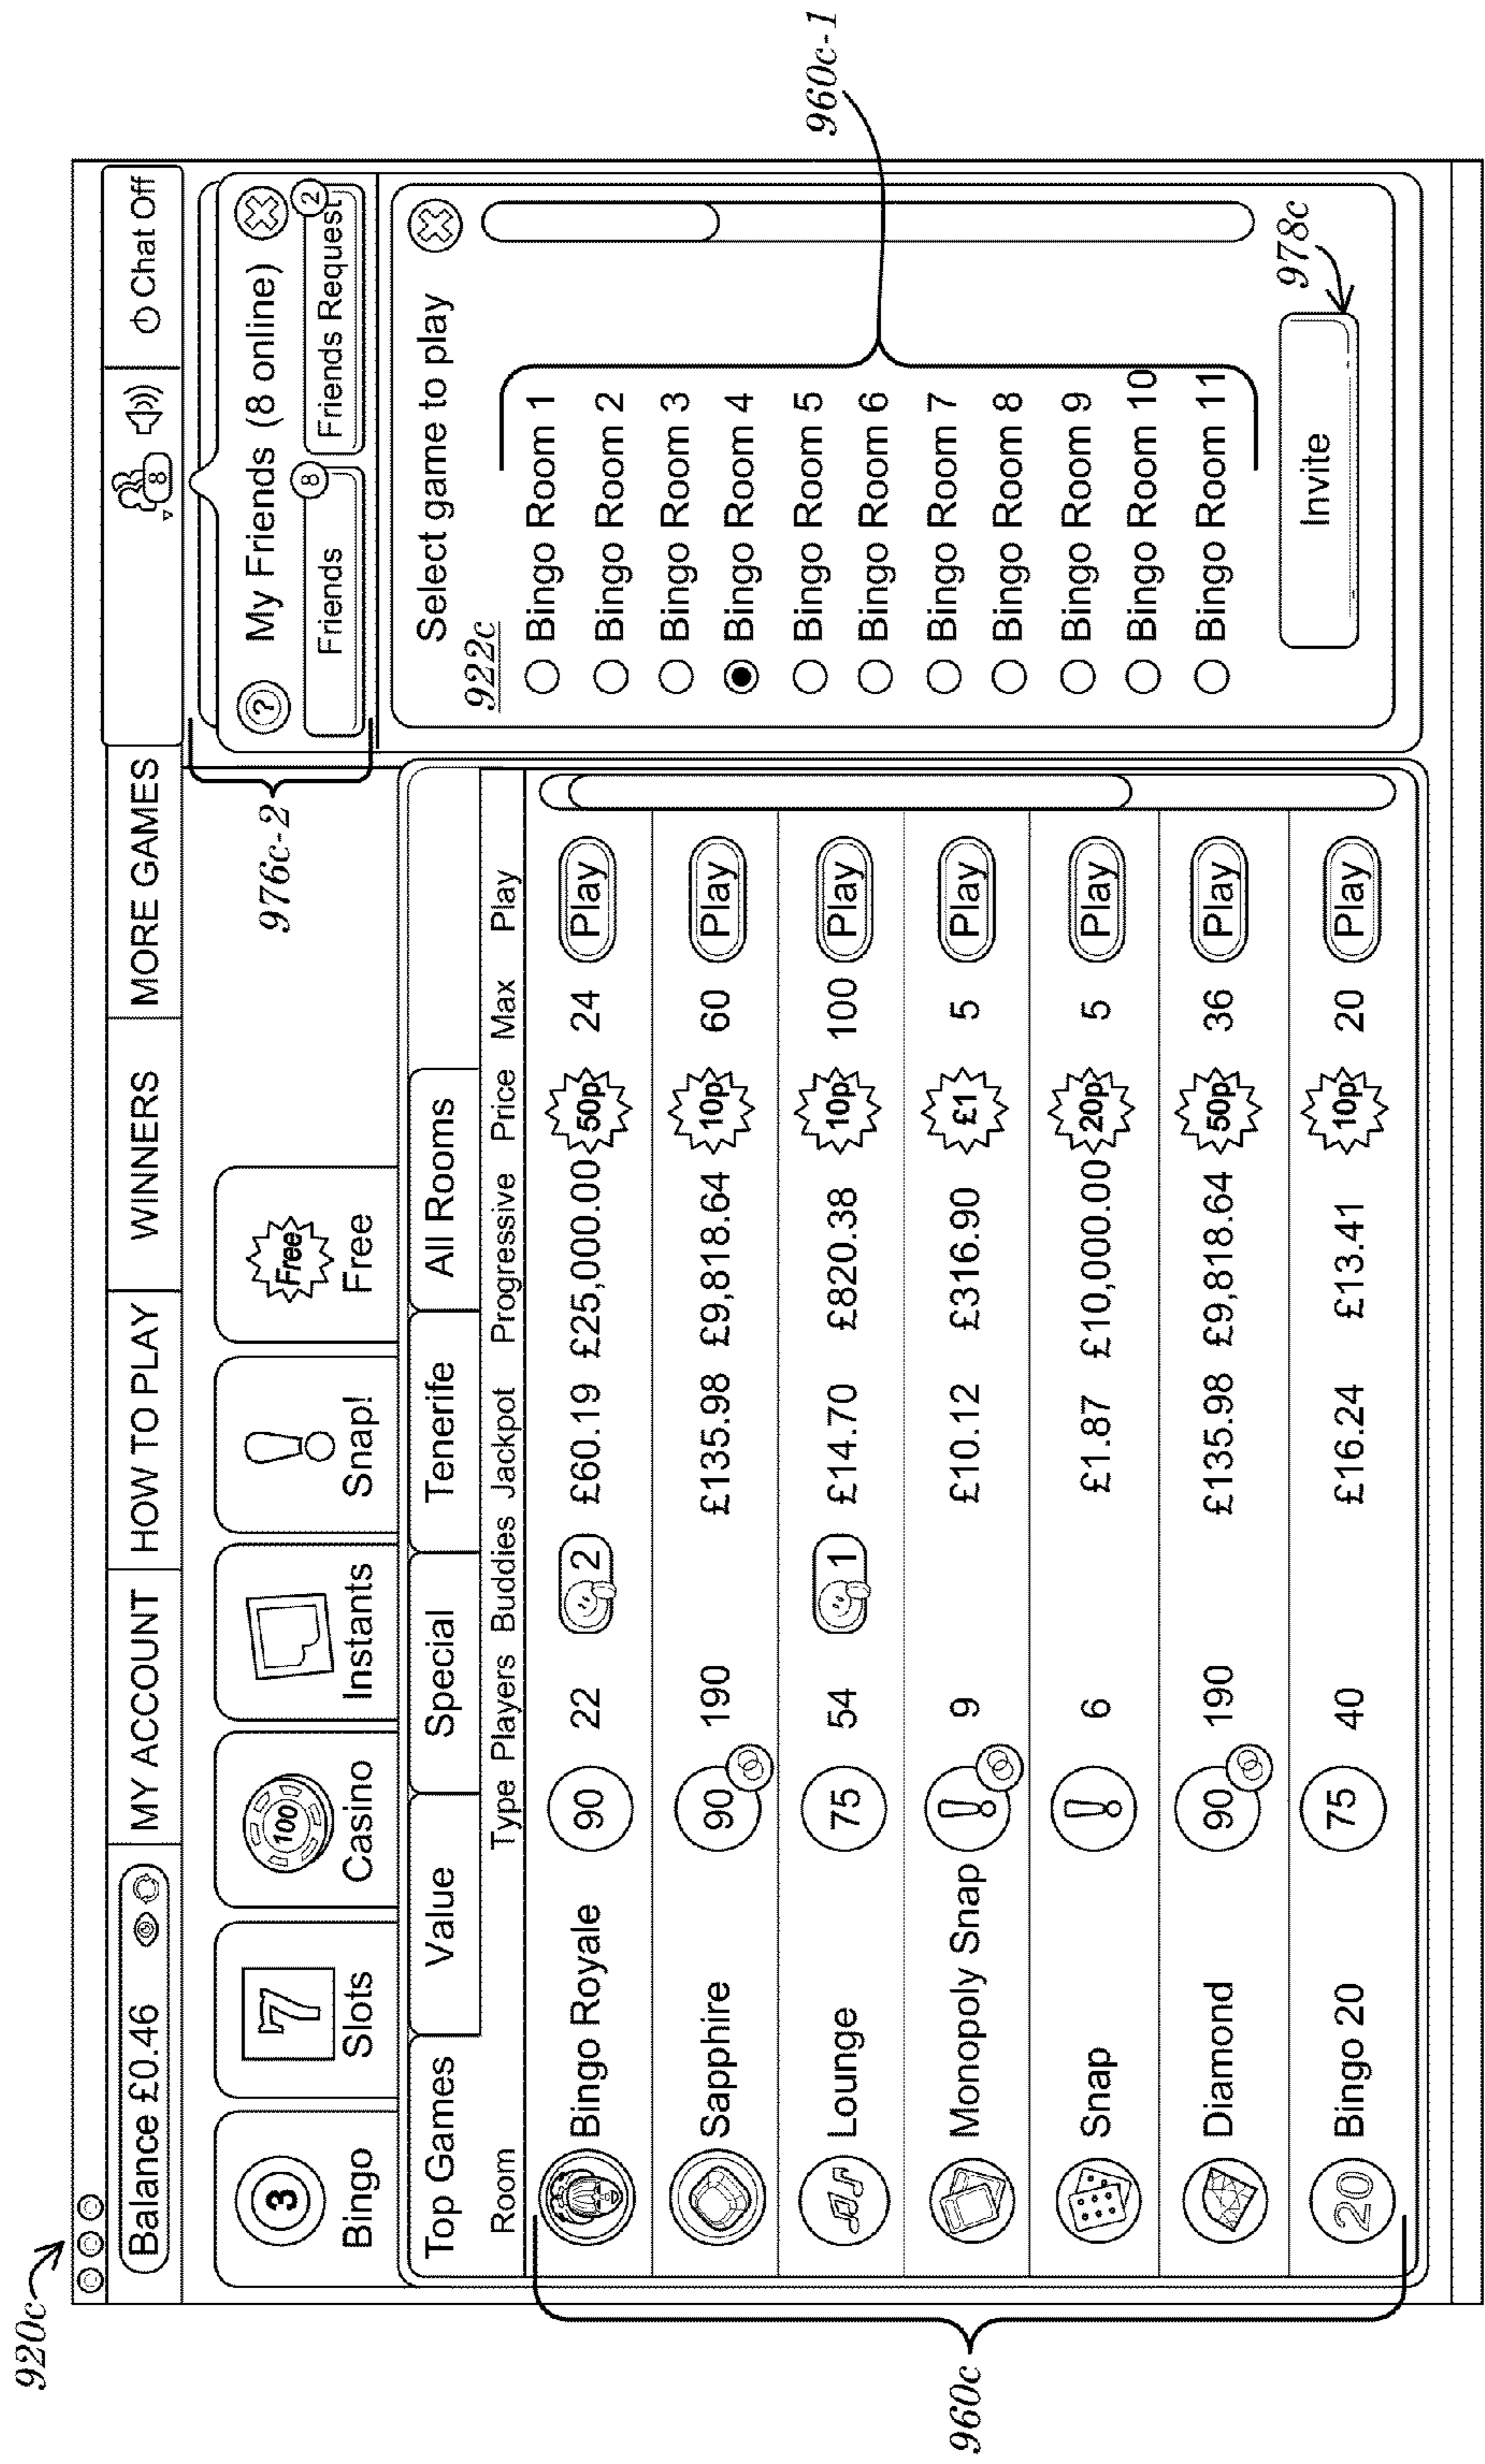 920c
Balance £0.46 MY ACCOUNT HOW TO PLAY WINNERS MORE GAMES 8 Chat Off
3 7 100 Free
Bingo Slots Casino Instants Snap! Free
976c-2
? My Friends (8 online)
Friends 8 Friends Request 2
Top Games Value Special Tenerife All Rooms
Room Type Players Buddies Jackpot Progressive Price Max Play
Bingo Royale 90 22 2 £60.19 £25,000.00 50p 24 Play
Sapphire 90 190 £135.98 £9,818.64 10p 60 Play
Lounge 75 54 1 £14.70 £820.38 10p 100 Play
Monopoly Snap ! 9 £10.12 £316.90 £1 5 Play
Snap ! 6 £1.87 £10,000.00 20p 5 Play
Diamond 90 190 £135.98 £9,818.64 50p 36 Play
20 Bingo 20 75 40 £16.24 £13.41 10p 20 Play
960c
Select game to play
922c
Bingo Room 1
Bingo Room 2
Bingo Room 3
Bingo Room 4
Bingo Room 5
Bingo Room 6
Bingo Room 7
Bingo Room 8
Bingo Room 9
Bingo Room 10
Bingo Room 11
960c-1
Invite
978c